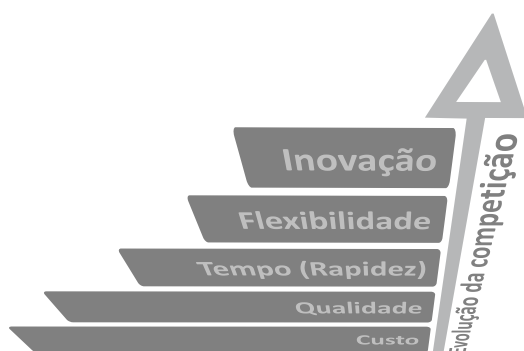 Inovação
Flexibilidade
Tempo (Rapidez)
Qualidade
Custo
Evolução da competição